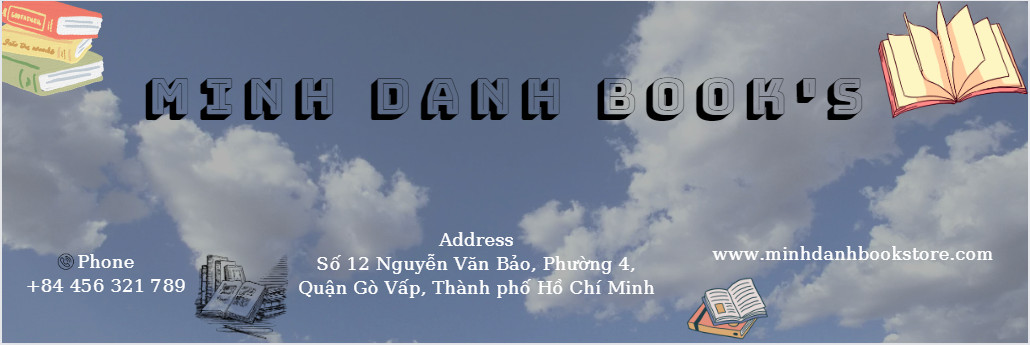 MINH DANH BOOK'S
Phone
+84 456 321 789
Address
Số 12 Nguyễn Văn Bảo, Phường 4,
Quận Gò Vấp, Thành phố Hồ Chí Minh
www.minhdanhbookstore.com